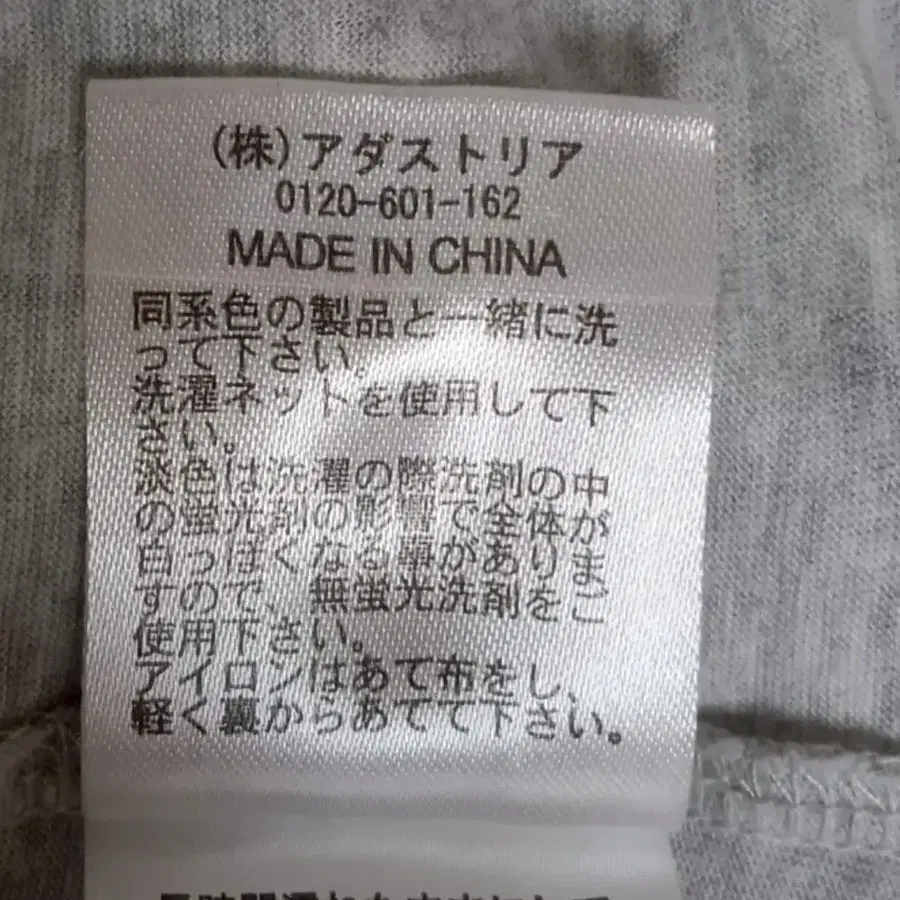 (株)アダストリア
0120-601-162
MADE IN CHINA
同系色の製品と一緒に洗
って下さい。
洗濯ネットを使用して下
さい。
淡色は洗濯の際洗剤の中
の蛍光剤の影響で全体が
色っぽくなる事がありま
すので、無蛍光洗剤をご
使用下さい。
アイロンはあて布をし、
軽く裏からあてて下さい。